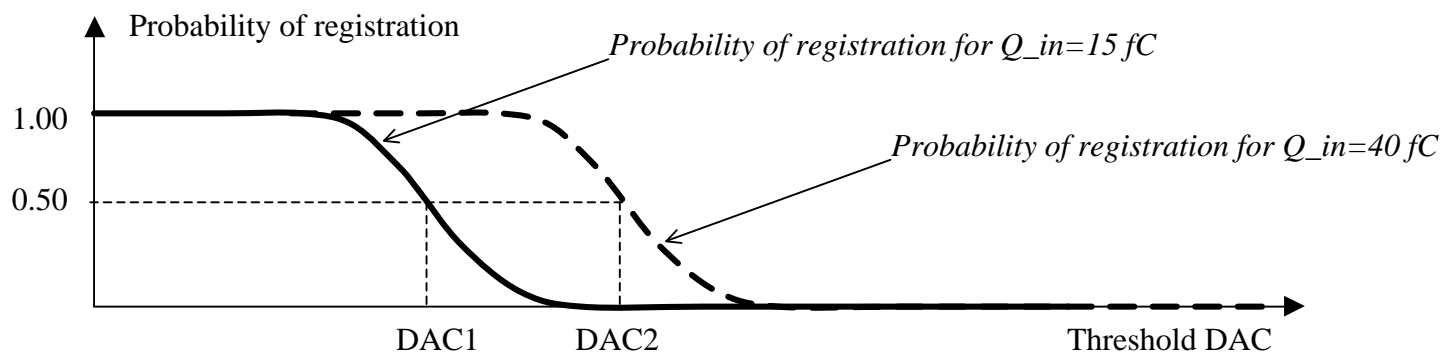 Probability of registration
Probability of registration for Q_in=15 fC
1.00
Probability of registration for Q_in=40 fC
0.50
DAC1
DAC2
Threshold DAC